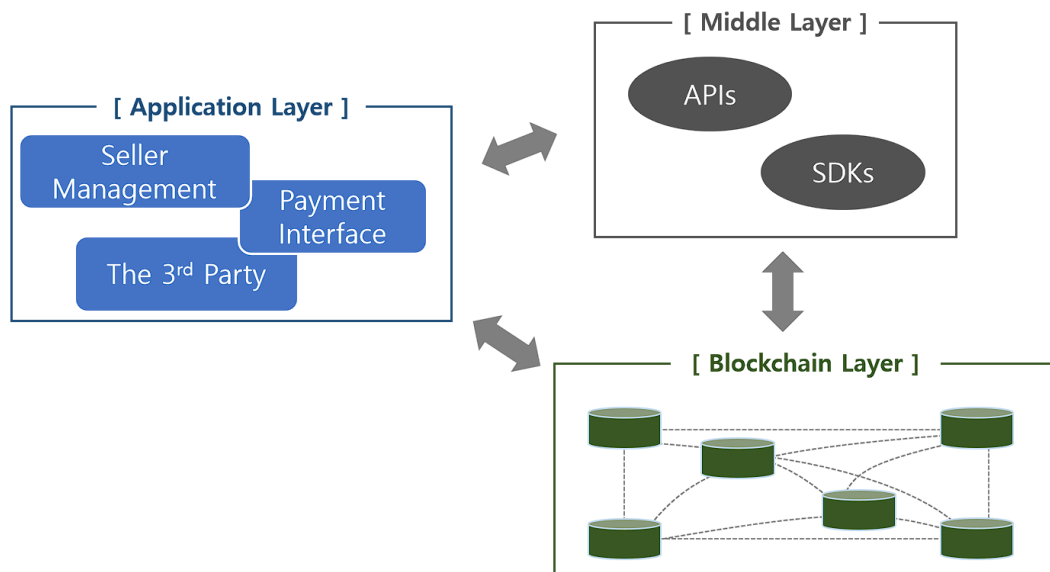 [ Middle Layer ]
APIs
SDKs
[ Application Layer ]
Seller
Management
Payment
Interface
The 3rd Party
[ Blockchain Layer ]